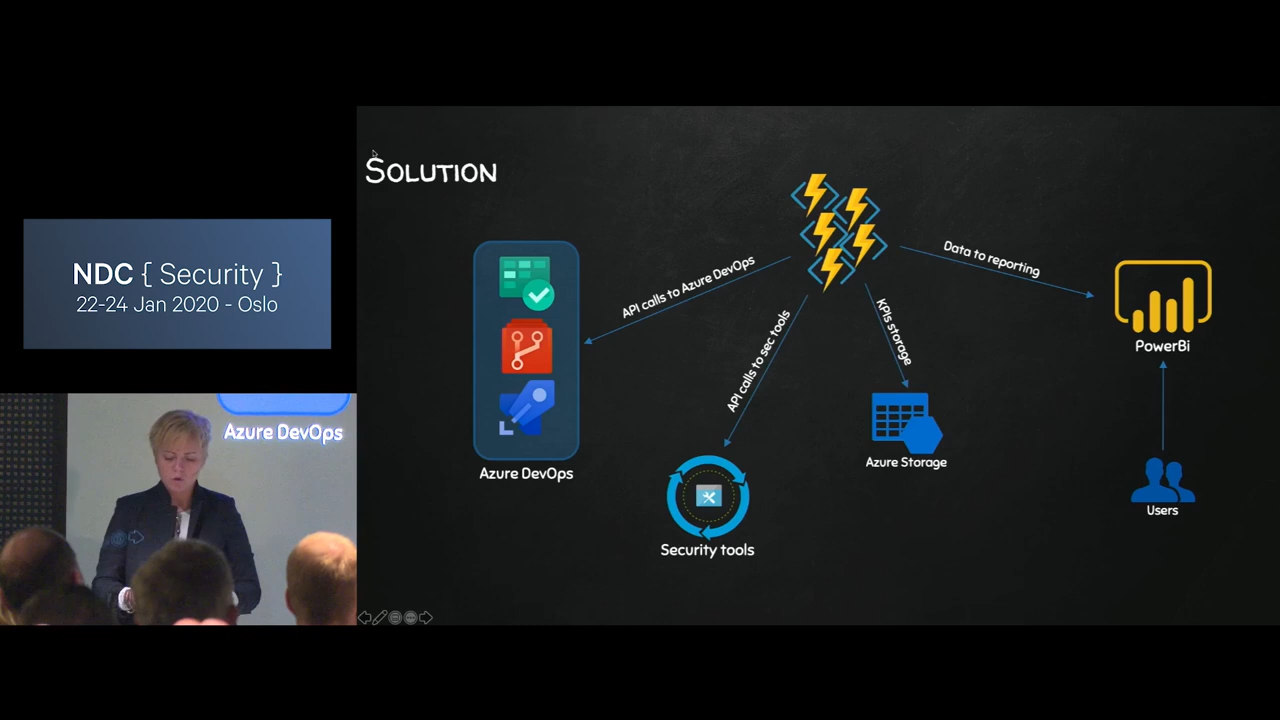 NDC { Security }
22-24 Jan 2020 - Oslo
Azure DevOps
SOLUTION
API calls to Azure DevOps
Data to reporting
API calls to sec tools
KPIs storage
PowerBi
Azure DevOps
Azure Storage
Security tools
Users